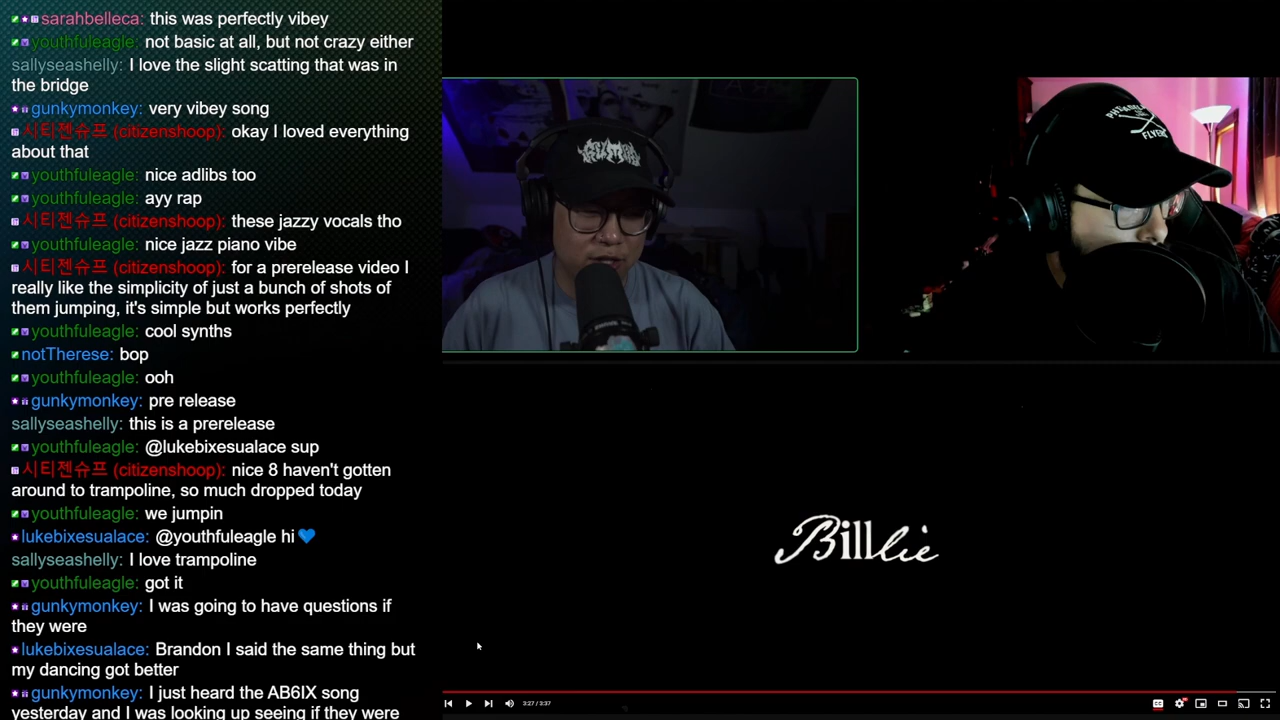 sarahbelleca: this was perfectly vibey
youthfuleagle: not basic at all, but not crazy either
sallyseashelly: I love the slight scatting that was in
the bridge
gunkymonkey: very vibey song
시티젠슈프 (citizenshoop): okay I loved everything
about that
youthfuleagle: nice adlibs too
youthfuleagle: ayy rap
시티젠슈프 (citizenshoop): these jazzy vocals tho
youthfuleagle: nice jazz piano vibe
시티젠슈프 (citizenshoop): for a prerelease video I
really like the simplicity of just a bunch of shots of
them jumping, it's simple but works perfectly
youthfuleagle: cool synths
notTherese: bop
youthfuleagle: ooh
gunkymonkey: pre release
sallyseashelly: this is a prerelease
youthfuleagle: @lukebixesualace sup
시티젠슈프 (citizenshoop): nice 8 haven't gotten
around to trampoline, so much dropped today
youthfuleagle: we jumpin
lukebixesualace: @youthfuleagle hi💙
sallyseashelly: I love trampoline
youthfuleagle: got it
gunkymonkey: I was going to have questions if
they were
lukebixesualace: Brandon I said the same thing but
my dancing got better
gunkymonkey: I just heard the AB6IX song
yesterday and I was looking up seeing if they were
Billlie
3:27 / 3:37